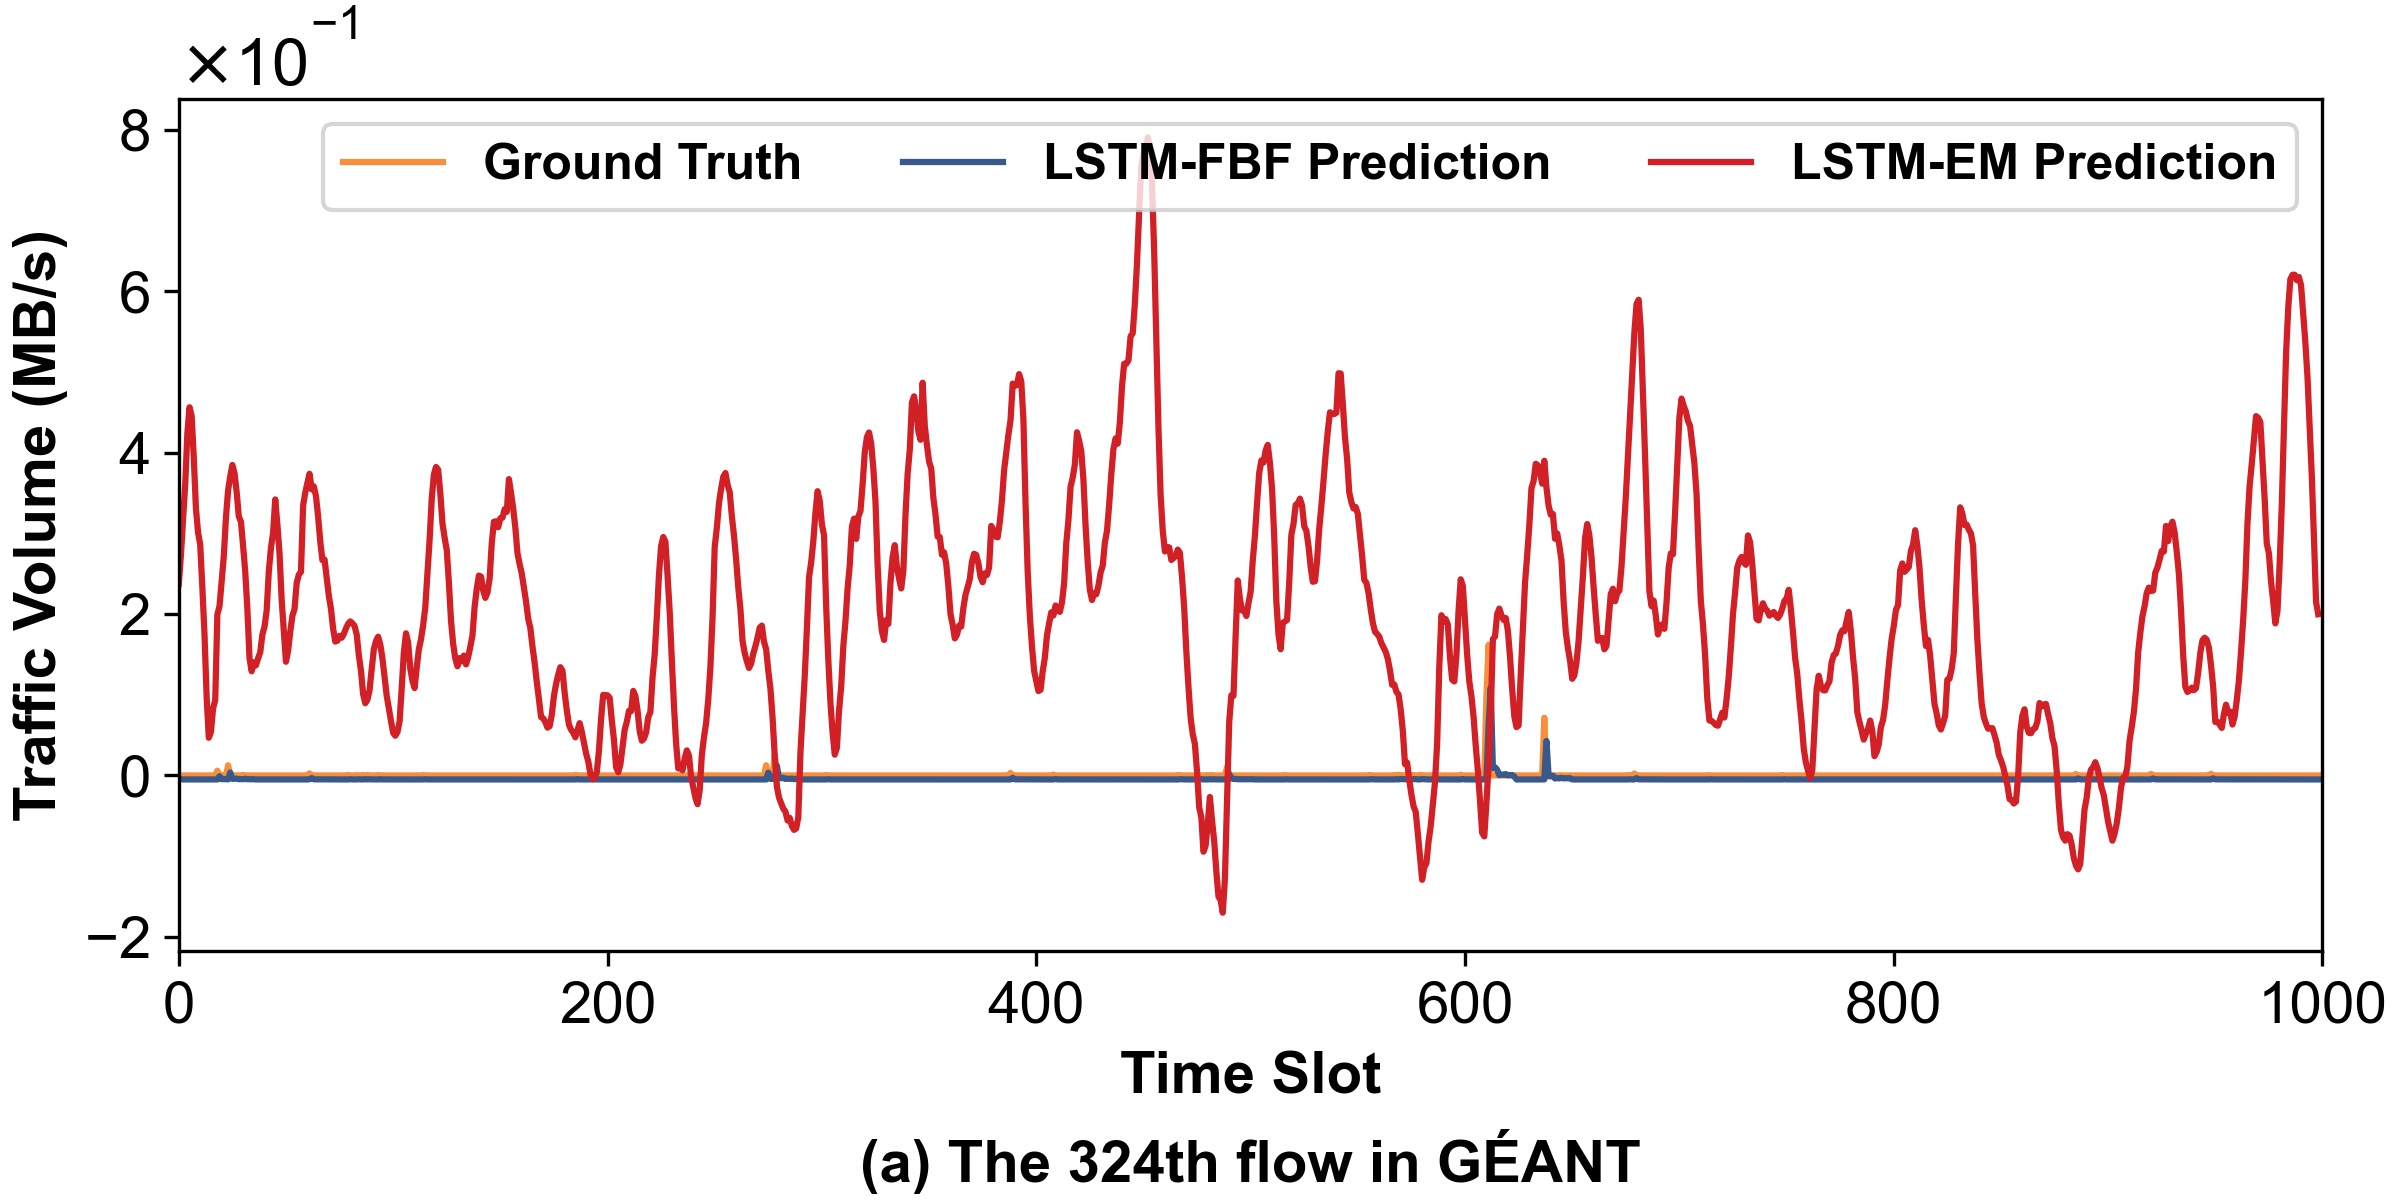 ×10⁻¹
8
6
4
2
0
−2
Traffic Volume (MB/s)
Ground Truth LSTM-FBF Prediction LSTM-EM Prediction
0 200 400 600 800 1000
Time Slot
(a) The 324th flow in GÉANT